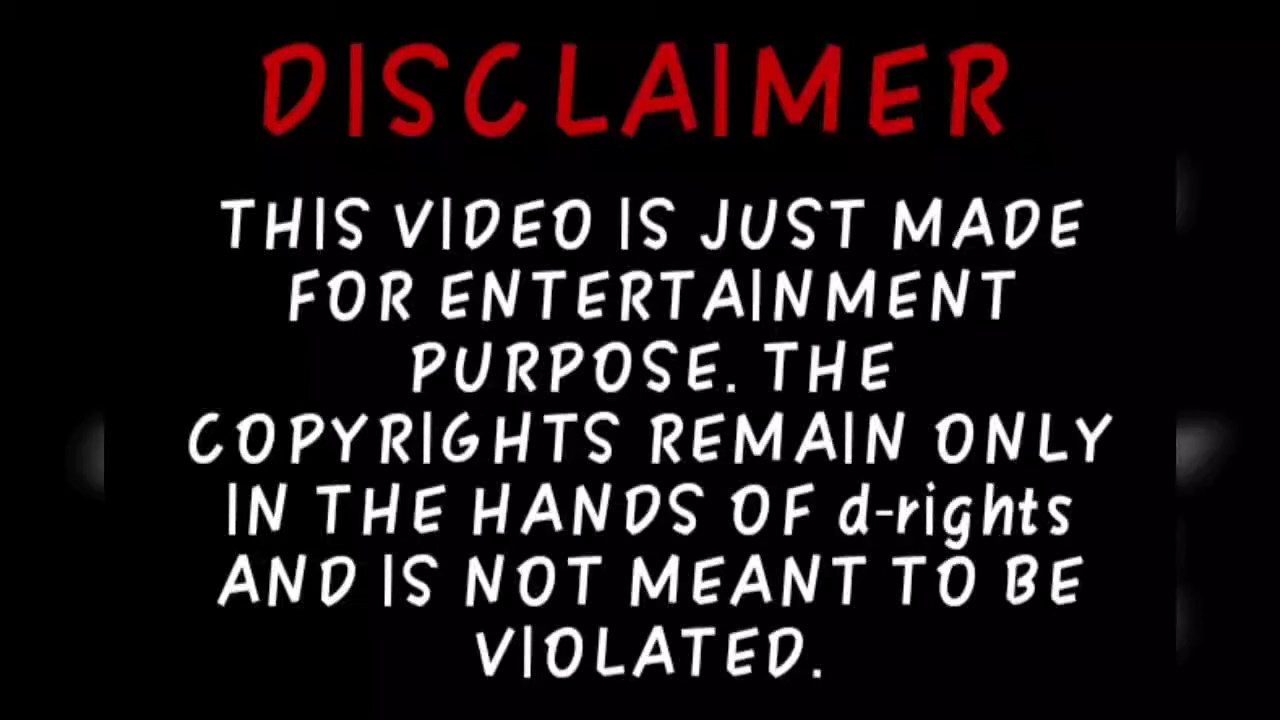 DISCLAIMER
THIS VIDEO IS JUST MADE
FOR ENTERTAINMENT
PURPOSE. THE
COPYRIGHTS REMAIN ONLY
IN THE HANDS OF d-rights
AND IS NOT MEANT TO BE
VIOLATED.